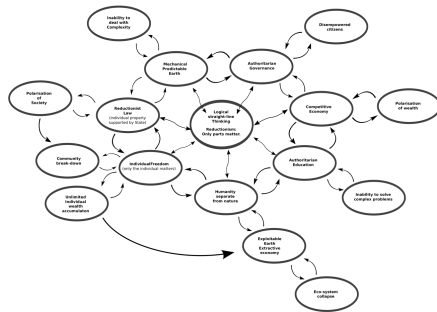 Inability to
deal with
Complexity
Disempowered
citizens
Mechanical
Predictable
Earth
Authoritarian
Governance
Polarisation
of
Society
Reductionist
Law
(individual property
supported by State)
Logical
straight-line
Thinking
Reductionism:
Only parts matter.
Competitive
Economy
Polarisation
of wealth
Community
break-down
IndividualFreedom
(only the individual matters)
Authoritarian
Education
Unlimited
individual
wealth
accumulaton
Humanity
separate
from nature
Inability to solve
complex problems
Exploitable
Earth
Extractive
economy
Eco-system
collapse